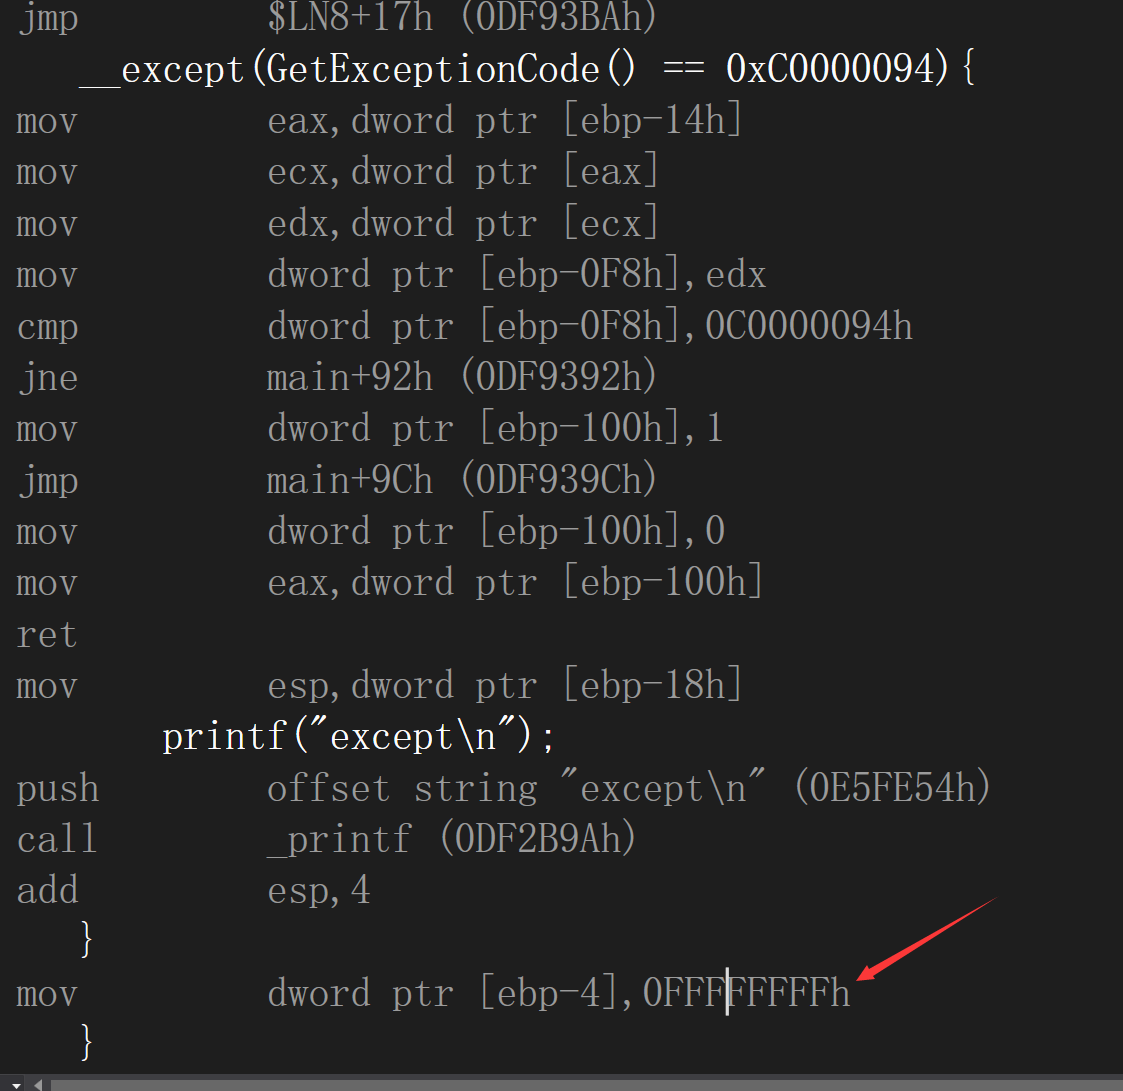 jmp $LN8+17h (0DF93BAh)
__except(GetExceptionCode() == 0xC0000094){
mov eax,dword ptr [ebp-14h]
mov ecx,dword ptr [eax]
mov edx,dword ptr [ecx]
mov dword ptr [ebp-0F8h],edx
cmp dword ptr [ebp-0F8h],0C0000094h
jne main+92h (0DF9392h)
mov dword ptr [ebp-100h],1
jmp main+9Ch (0DF939Ch)
mov dword ptr [ebp-100h],0
mov eax,dword ptr [ebp-100h]
ret
mov esp,dword ptr [ebp-18h]
printf("except\n");
push offset string "except\n" (0E5FE54h)
call _printf (0DF2B9Ah)
add esp,4
}
mov dword ptr [ebp-4],0FFFFFFFFh
}